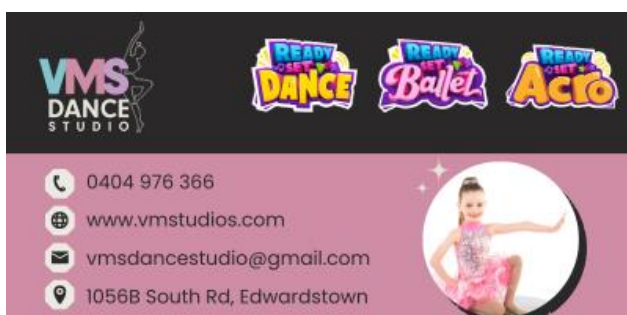 VMS
DANCE
STUDIO
READY
SET
DANCE
READY
SET
Ballet
READY
SET
Acro
0404 976 366
www.vmstudios.com
vmsdancestudio@gmail.com
1056B South Rd, Edwardstown